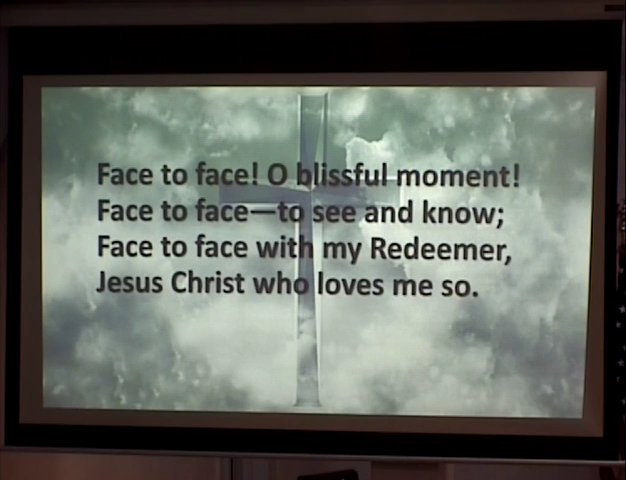 Face to face! O blissful moment!
Face to face—to see and know;
Face to face with my Redeemer,
Jesus Christ who loves me so.